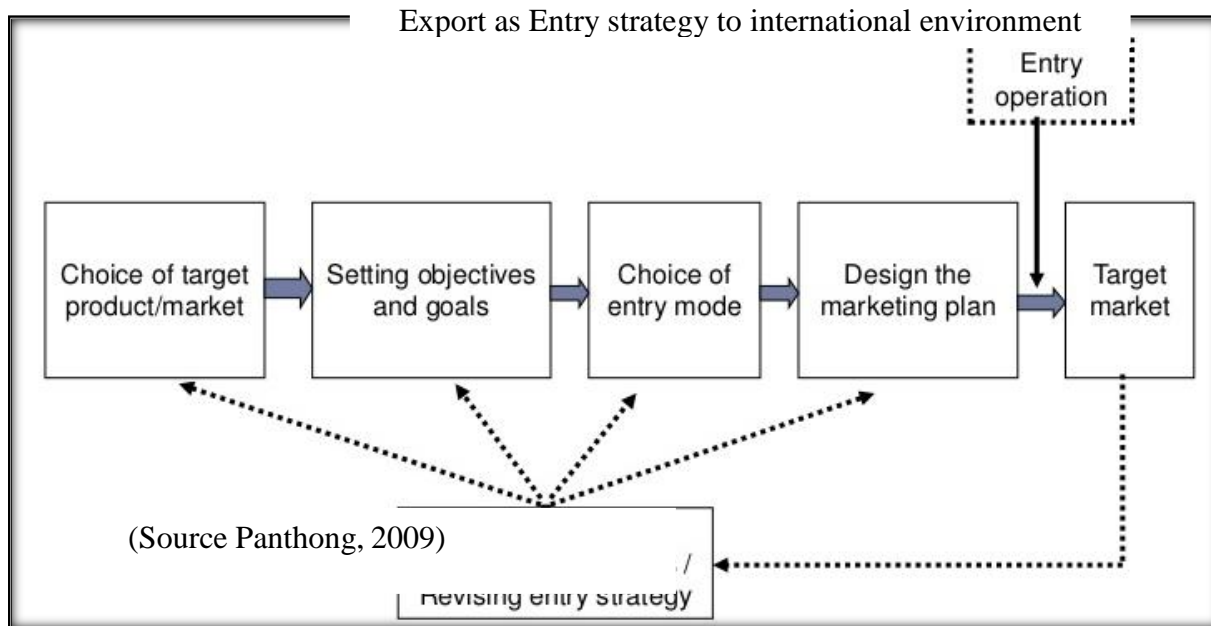 Export as Entry strategy to international environment
Entry
operation
Choice of target
product/market
Setting objectives
and goals
Choice of
entry mode
Design the
marketing plan
Target
market
(Source Panthong, 2009)
/
Revising entry strategy